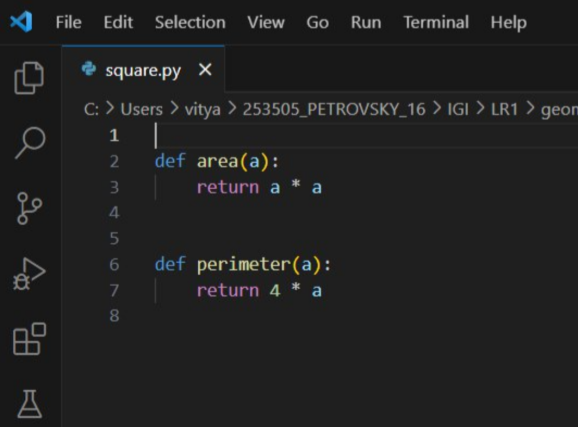 File Edit Selection View Go Run Terminal Help
square.py
C: > Users > vitya > 253505_PETROVSKY_16 > IGI > LR1 >
1
2 def area(a):
3     return a * a
4
5
6 def perimeter(a):
7     return 4 * a
8